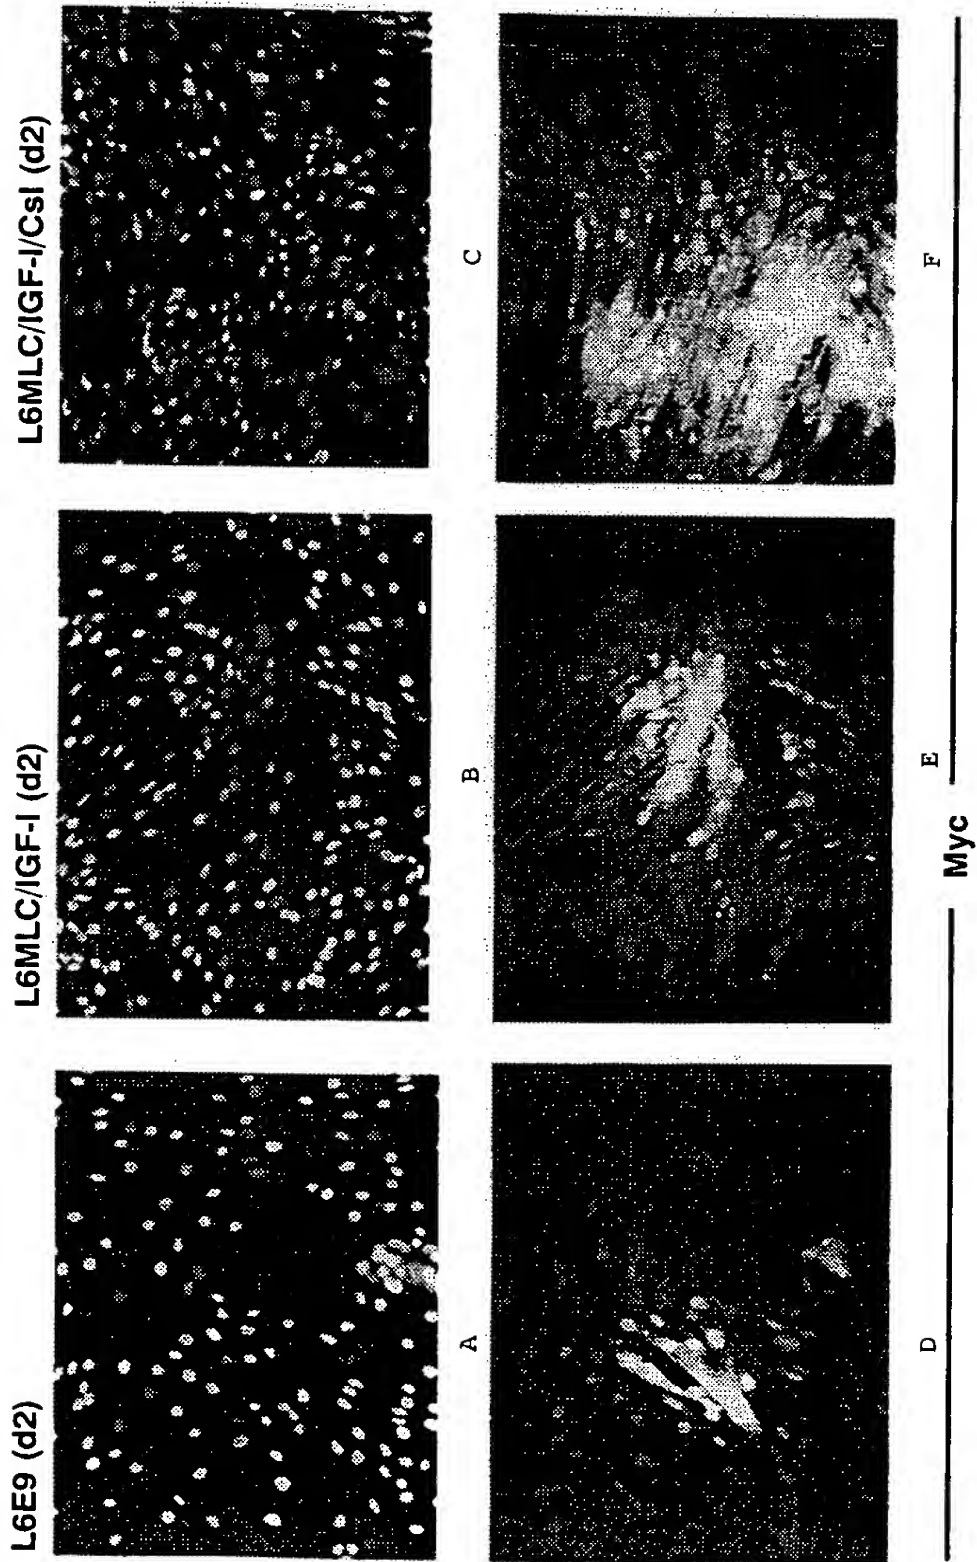 L6E9 (d2)
L6MLC/IGF-I (d2)
L6MLC/IGF-I/CsI (d2)
A
B
C
D
E
F
Myc